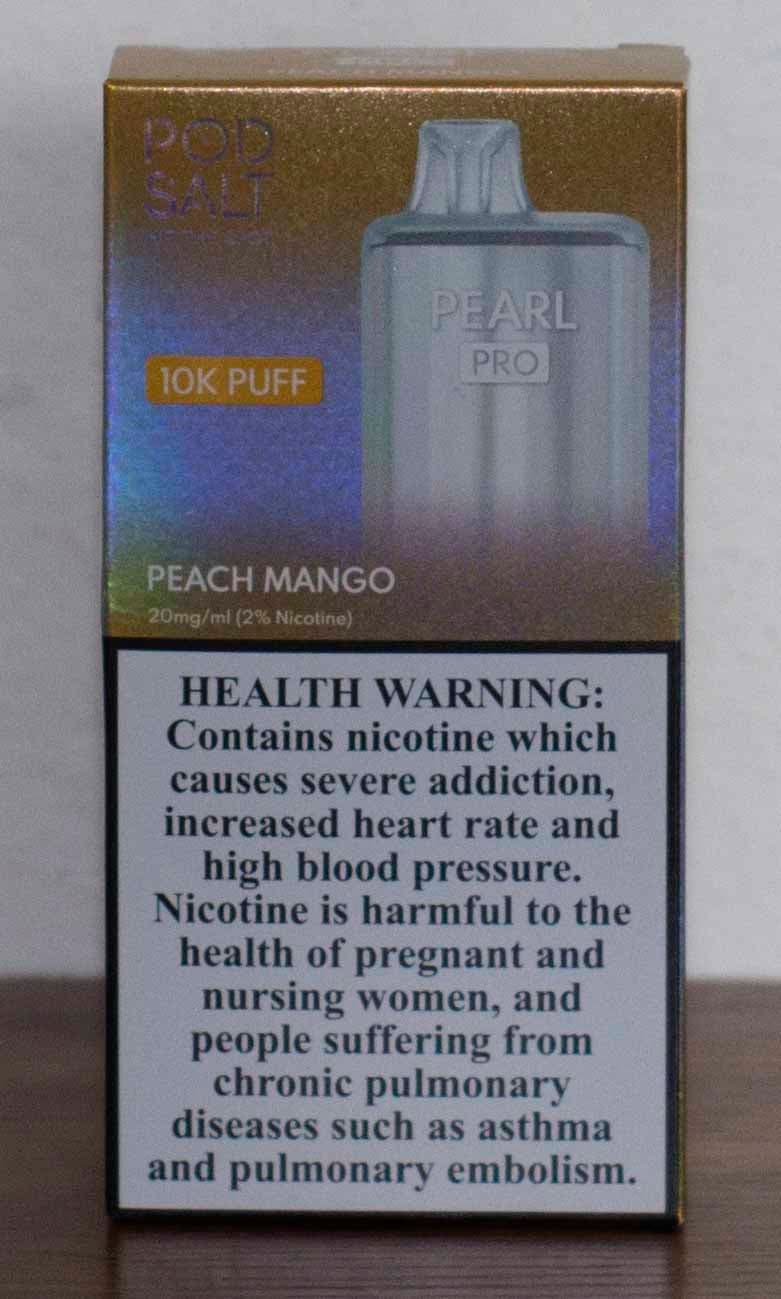 PEACH MANGO
POD
SALT
PEARL
PRO
10K PUFF
PEACH MANGO
20mg/ml (2% Nicotine)
HEALTH WARNING:
Contains nicotine which
causes severe addiction,
increased heart rate and
high blood pressure.
Nicotine is harmful to the
health of pregnant and
nursing women, and
people suffering from
chronic pulmonary
diseases such as asthma
and pulmonary embolism.